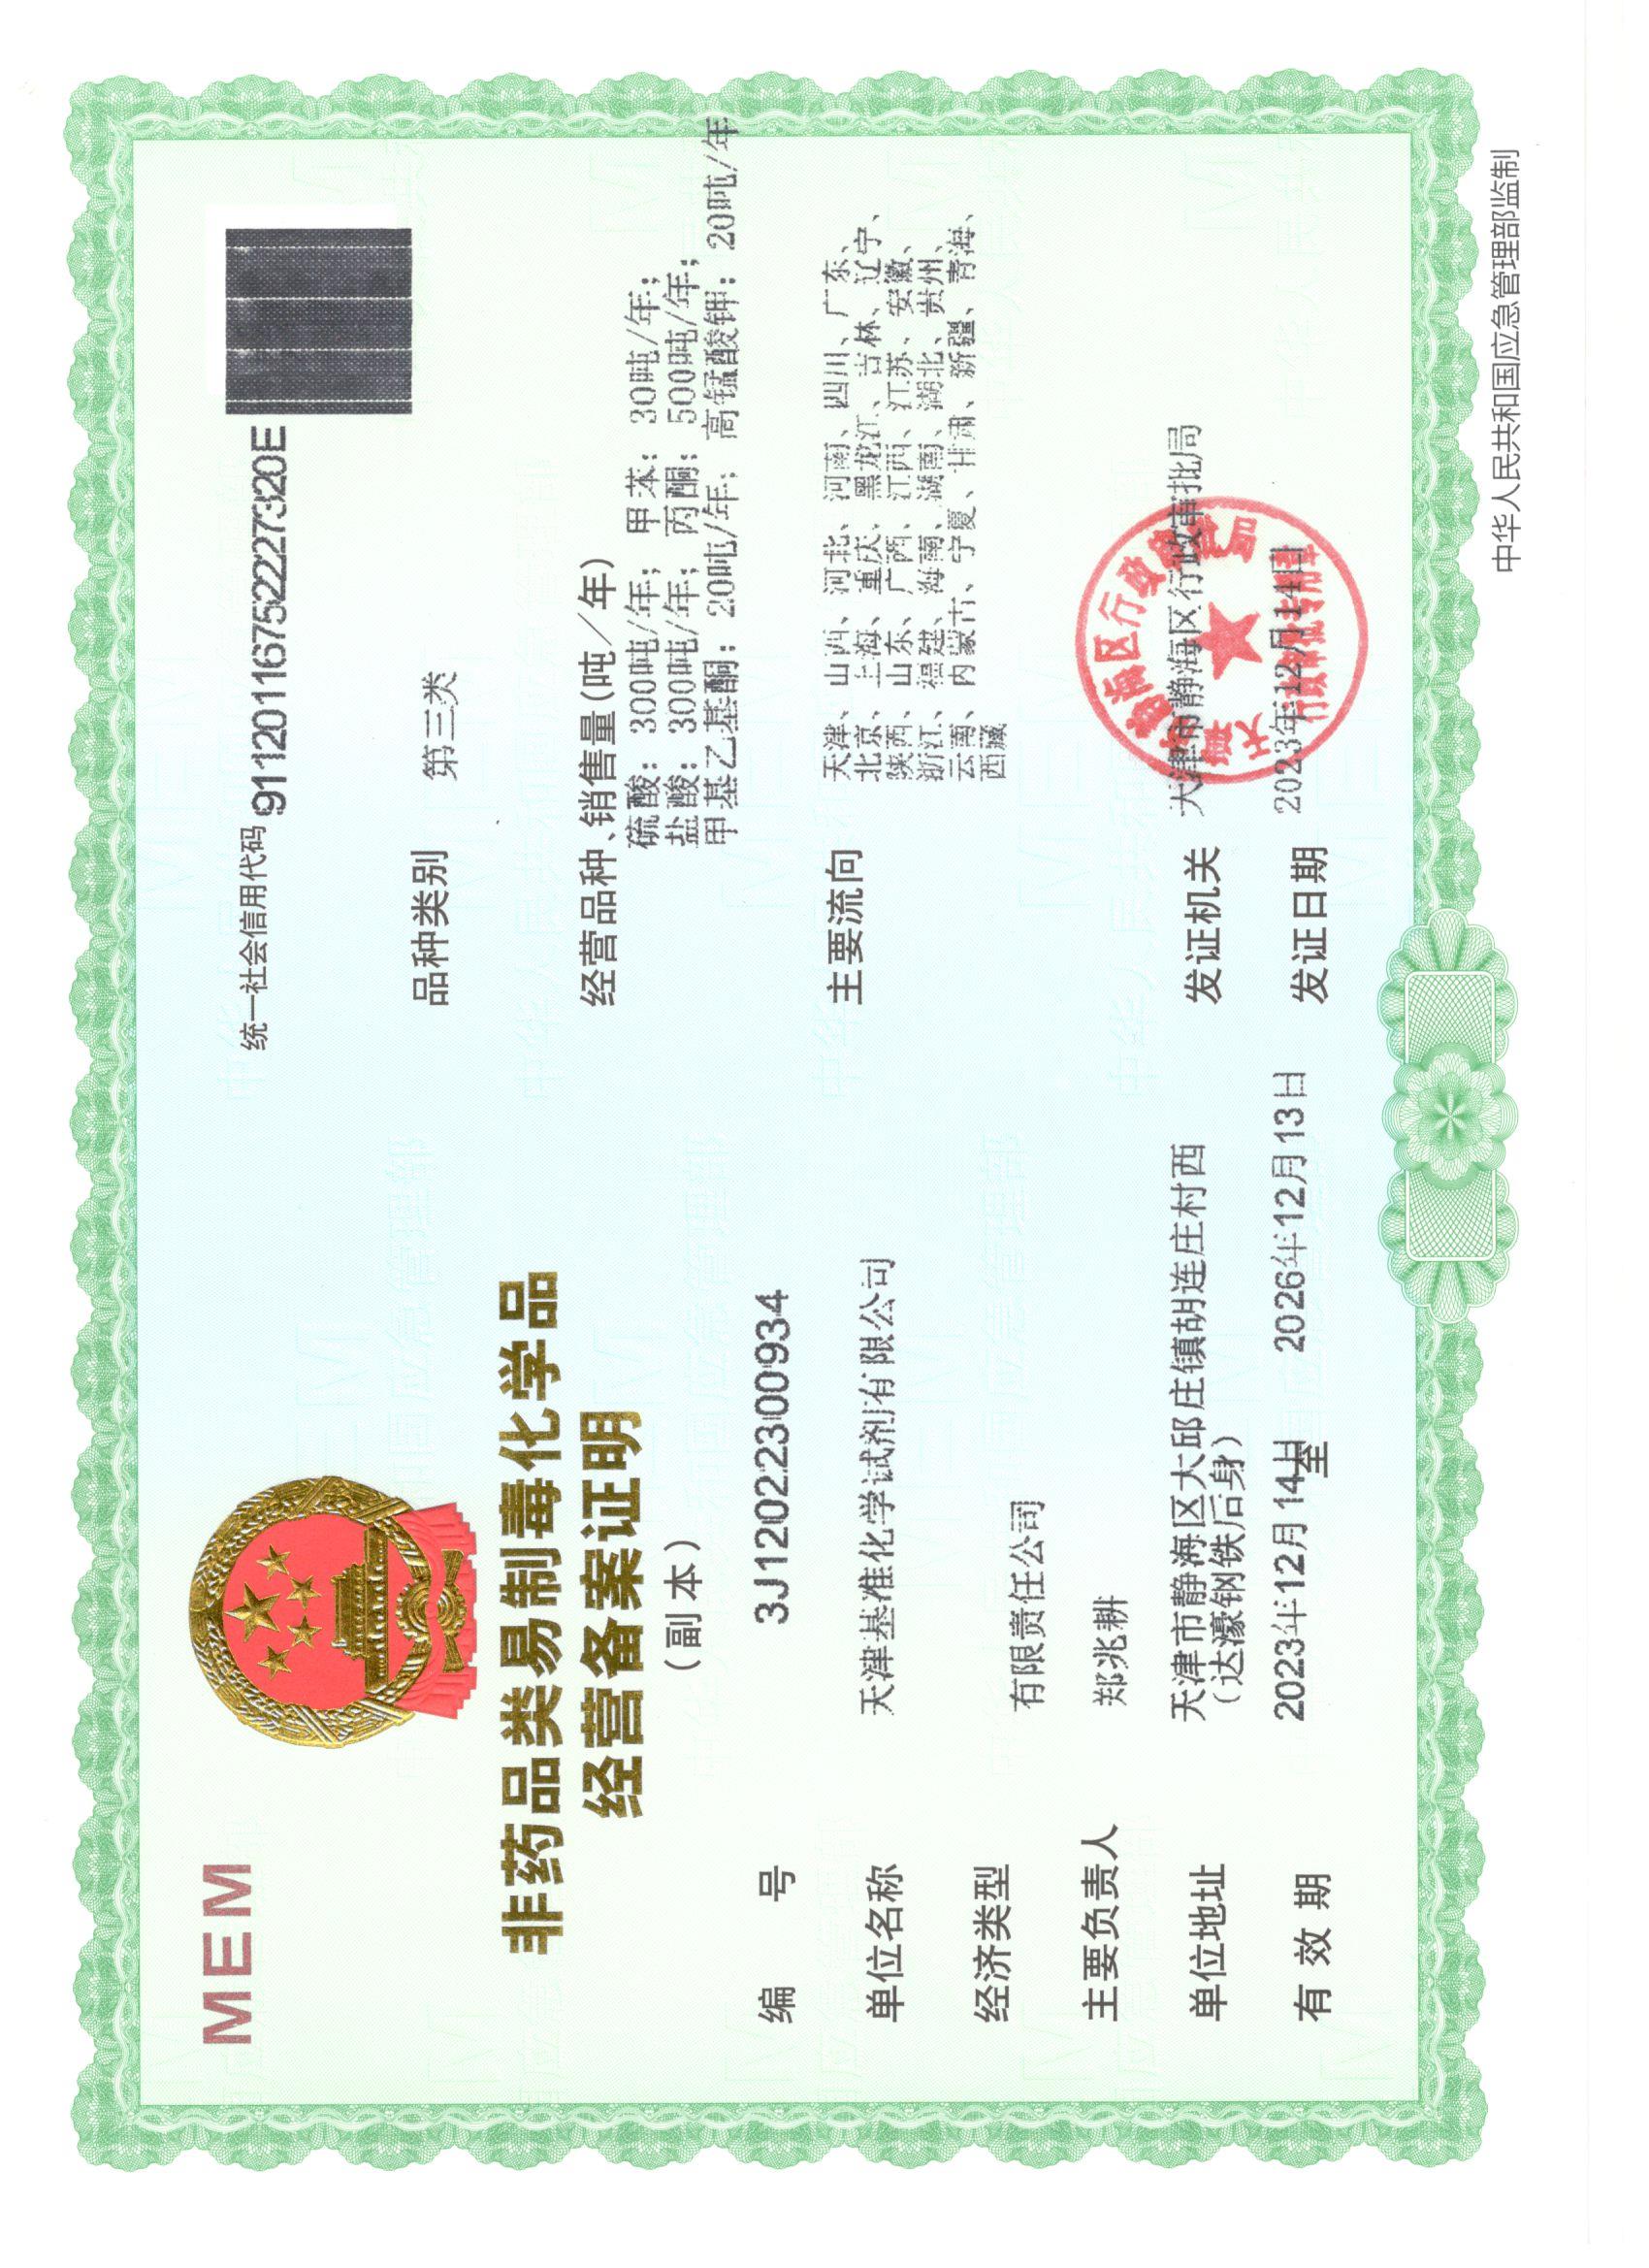 MEM
非药品类易制毒化学品
经营备案证明
（副本）
编 号 3J12022300934
单位名称 天津基准化学试剂有限公司
经济类型 有限责任公司
主要负责人 郑兆耕
单位地址 天津市静海区大邱庄镇胡连庄村西
（达濠钢铁后身）
有效期 2023年12月14日 至 2026年12月13日
统一社会信用代码 91120116752227320E
品种类别 第三类
经营品种、销售量(吨/年)
硫酸：300吨/年； 甲苯：30吨/年；
盐酸：300吨/年； 丙酮：500吨/年；
甲基乙基酮：20吨/年； 高锰酸钾：20吨/年
主要流向
天津、山西、河北、河南、四川、广东、
北京、上海、重庆、黑龙江、吉林、辽宁、
陕西、山东、广西、江西、江苏、安徽、
浙江、福建、海南、湖南、湖北、贵州、
云南、内蒙古、宁夏、甘肃、新疆、青海、
西藏
发证机关 天津市静海区行政审批局
发证日期 2023年12月14日
中华人民共和国应急管理部监制